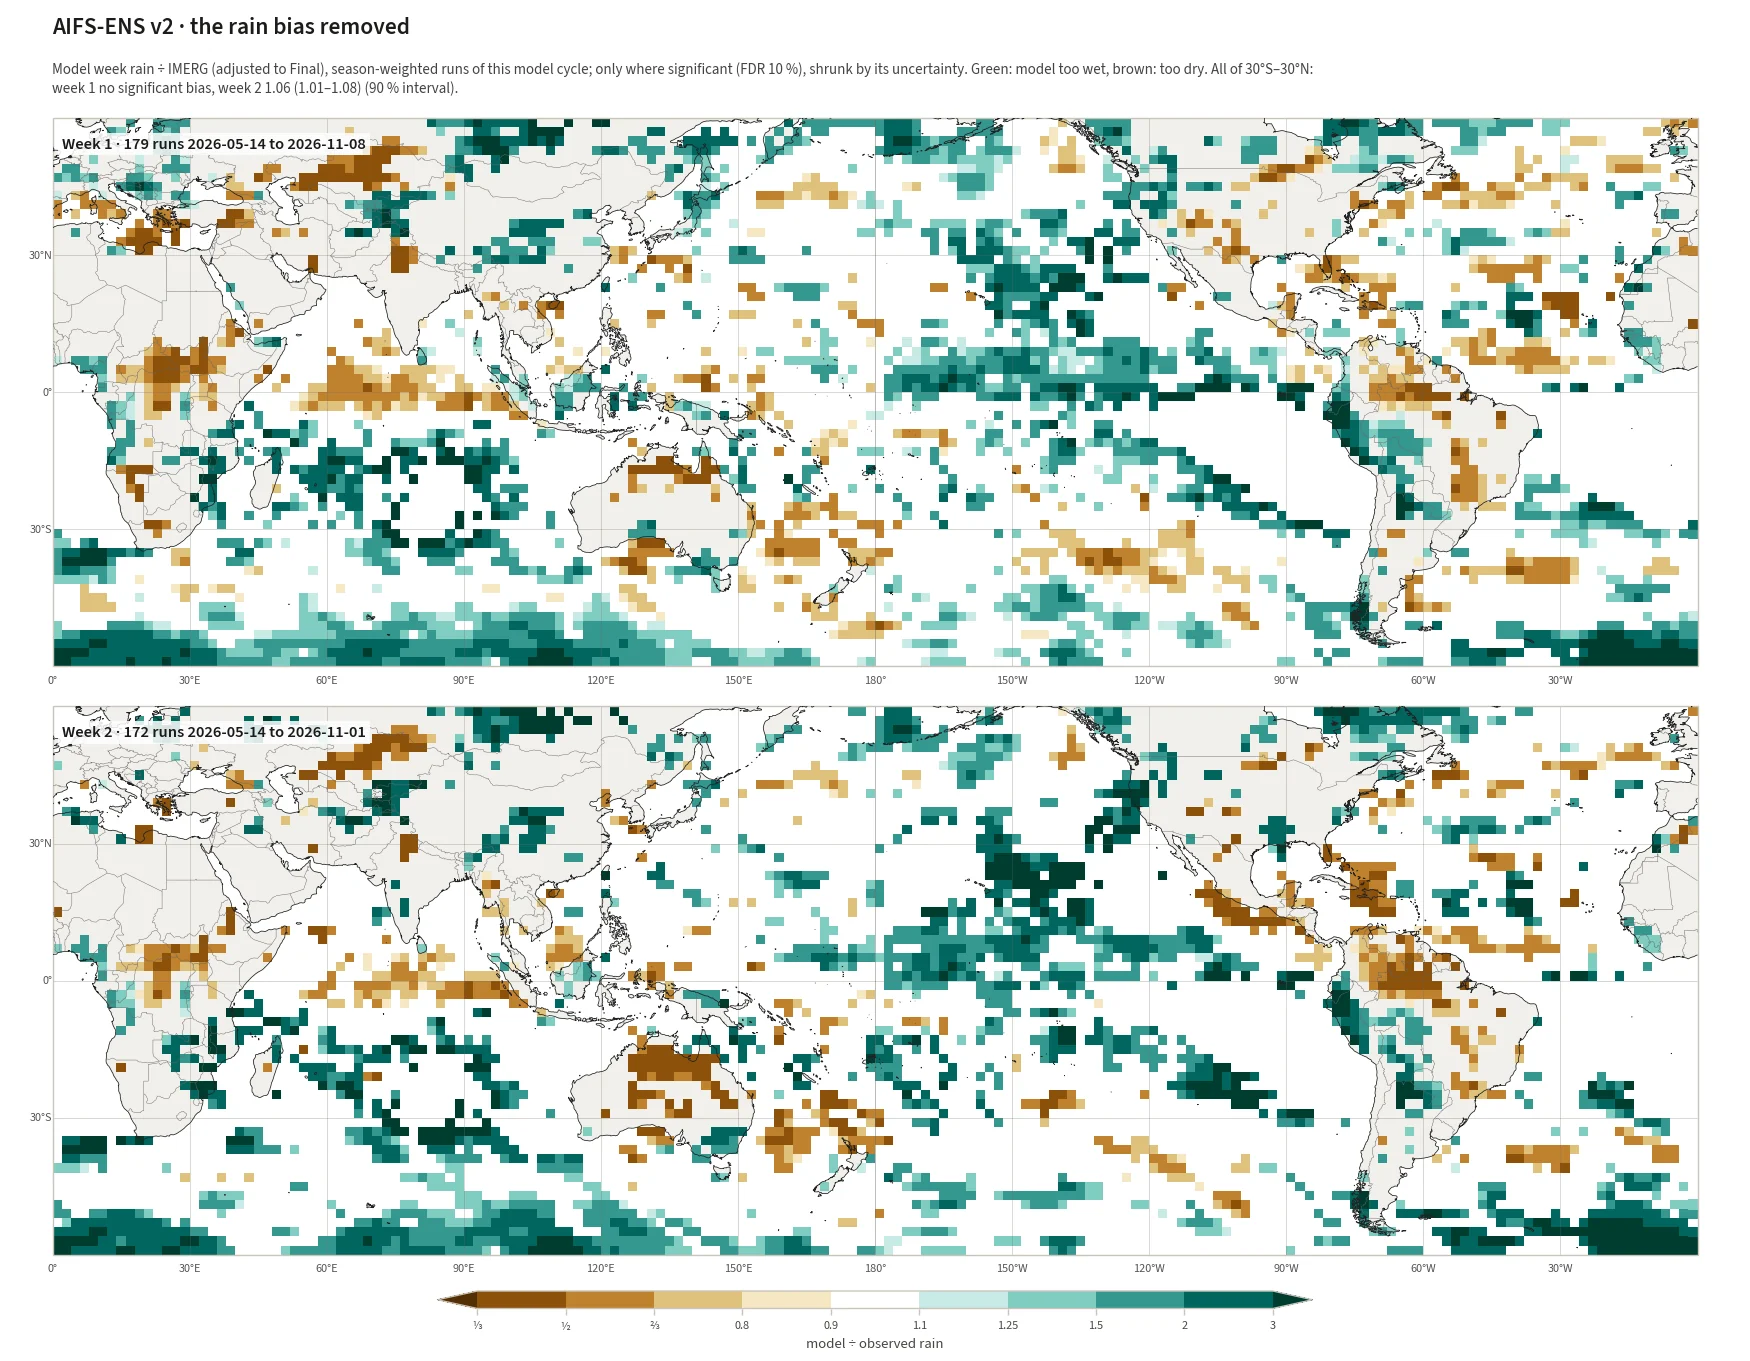 AIFS-ENS v2 · the rain bias removed
Model week rain ÷ IMERG (adjusted to Final), season-weighted runs of this model cycle; only where significant (FDR 10 %), shrunk by its uncertainty. Green: model too wet, brown: too dry. All of 30°S–30°N:
week 1 no significant bias, week 2 1.06 (1.01–1.08) (90 % interval).
Week 1 · 179 runs 2026-05-14 to 2026-11-08
30°N
0°
30°S
0° 30°E 60°E 90°E 120°E 150°E 180° 150°W 120°W 90°W 60°W 30°W
Week 2 · 172 runs 2026-05-14 to 2026-11-01
30°N
0°
30°S
0° 30°E 60°E 90°E 120°E 150°E 180° 150°W 120°W 90°W 60°W 30°W
⅓ ½ ⅔ 0.8 0.9 1.1 1.25 1.5 2 3
model ÷ observed rain